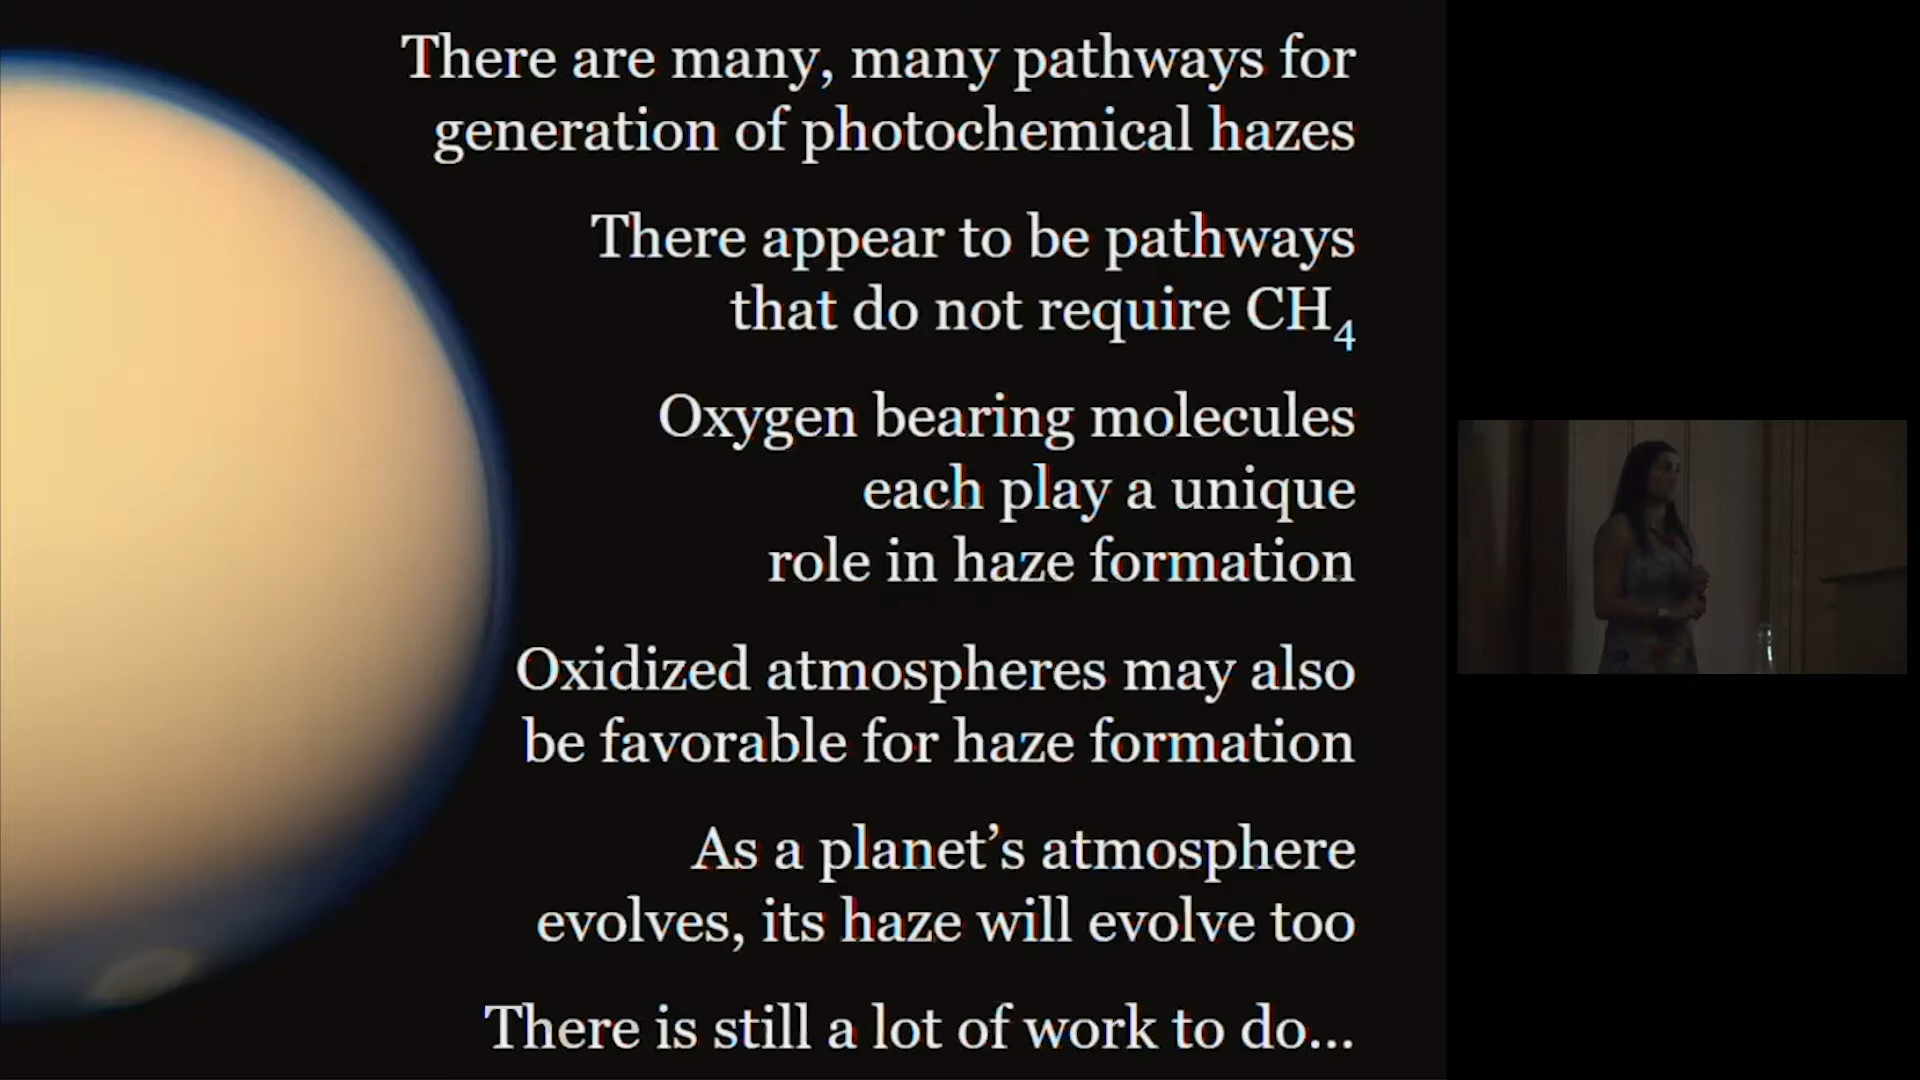 There are many, many pathways for
generation of photochemical hazes
There appear to be pathways
that do not require CH₄
Oxygen bearing molecules
each play a unique
role in haze formation
Oxidized atmospheres may also
be favorable for haze formation
As a planet’s atmosphere
evolves, its haze will evolve too
There is still a lot of work to do...